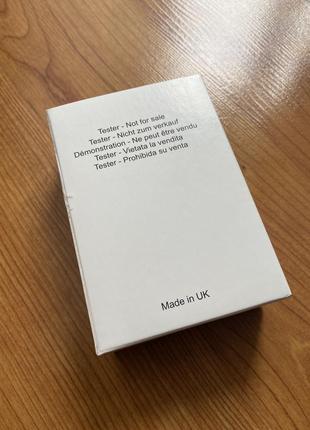 Tester - Not for sale
Tester - Nicht zum verkauf
Démonstration - Ne peut être vendu
Tester - Vietata la vendita
Tester - Prohibida su venta
Made in UK